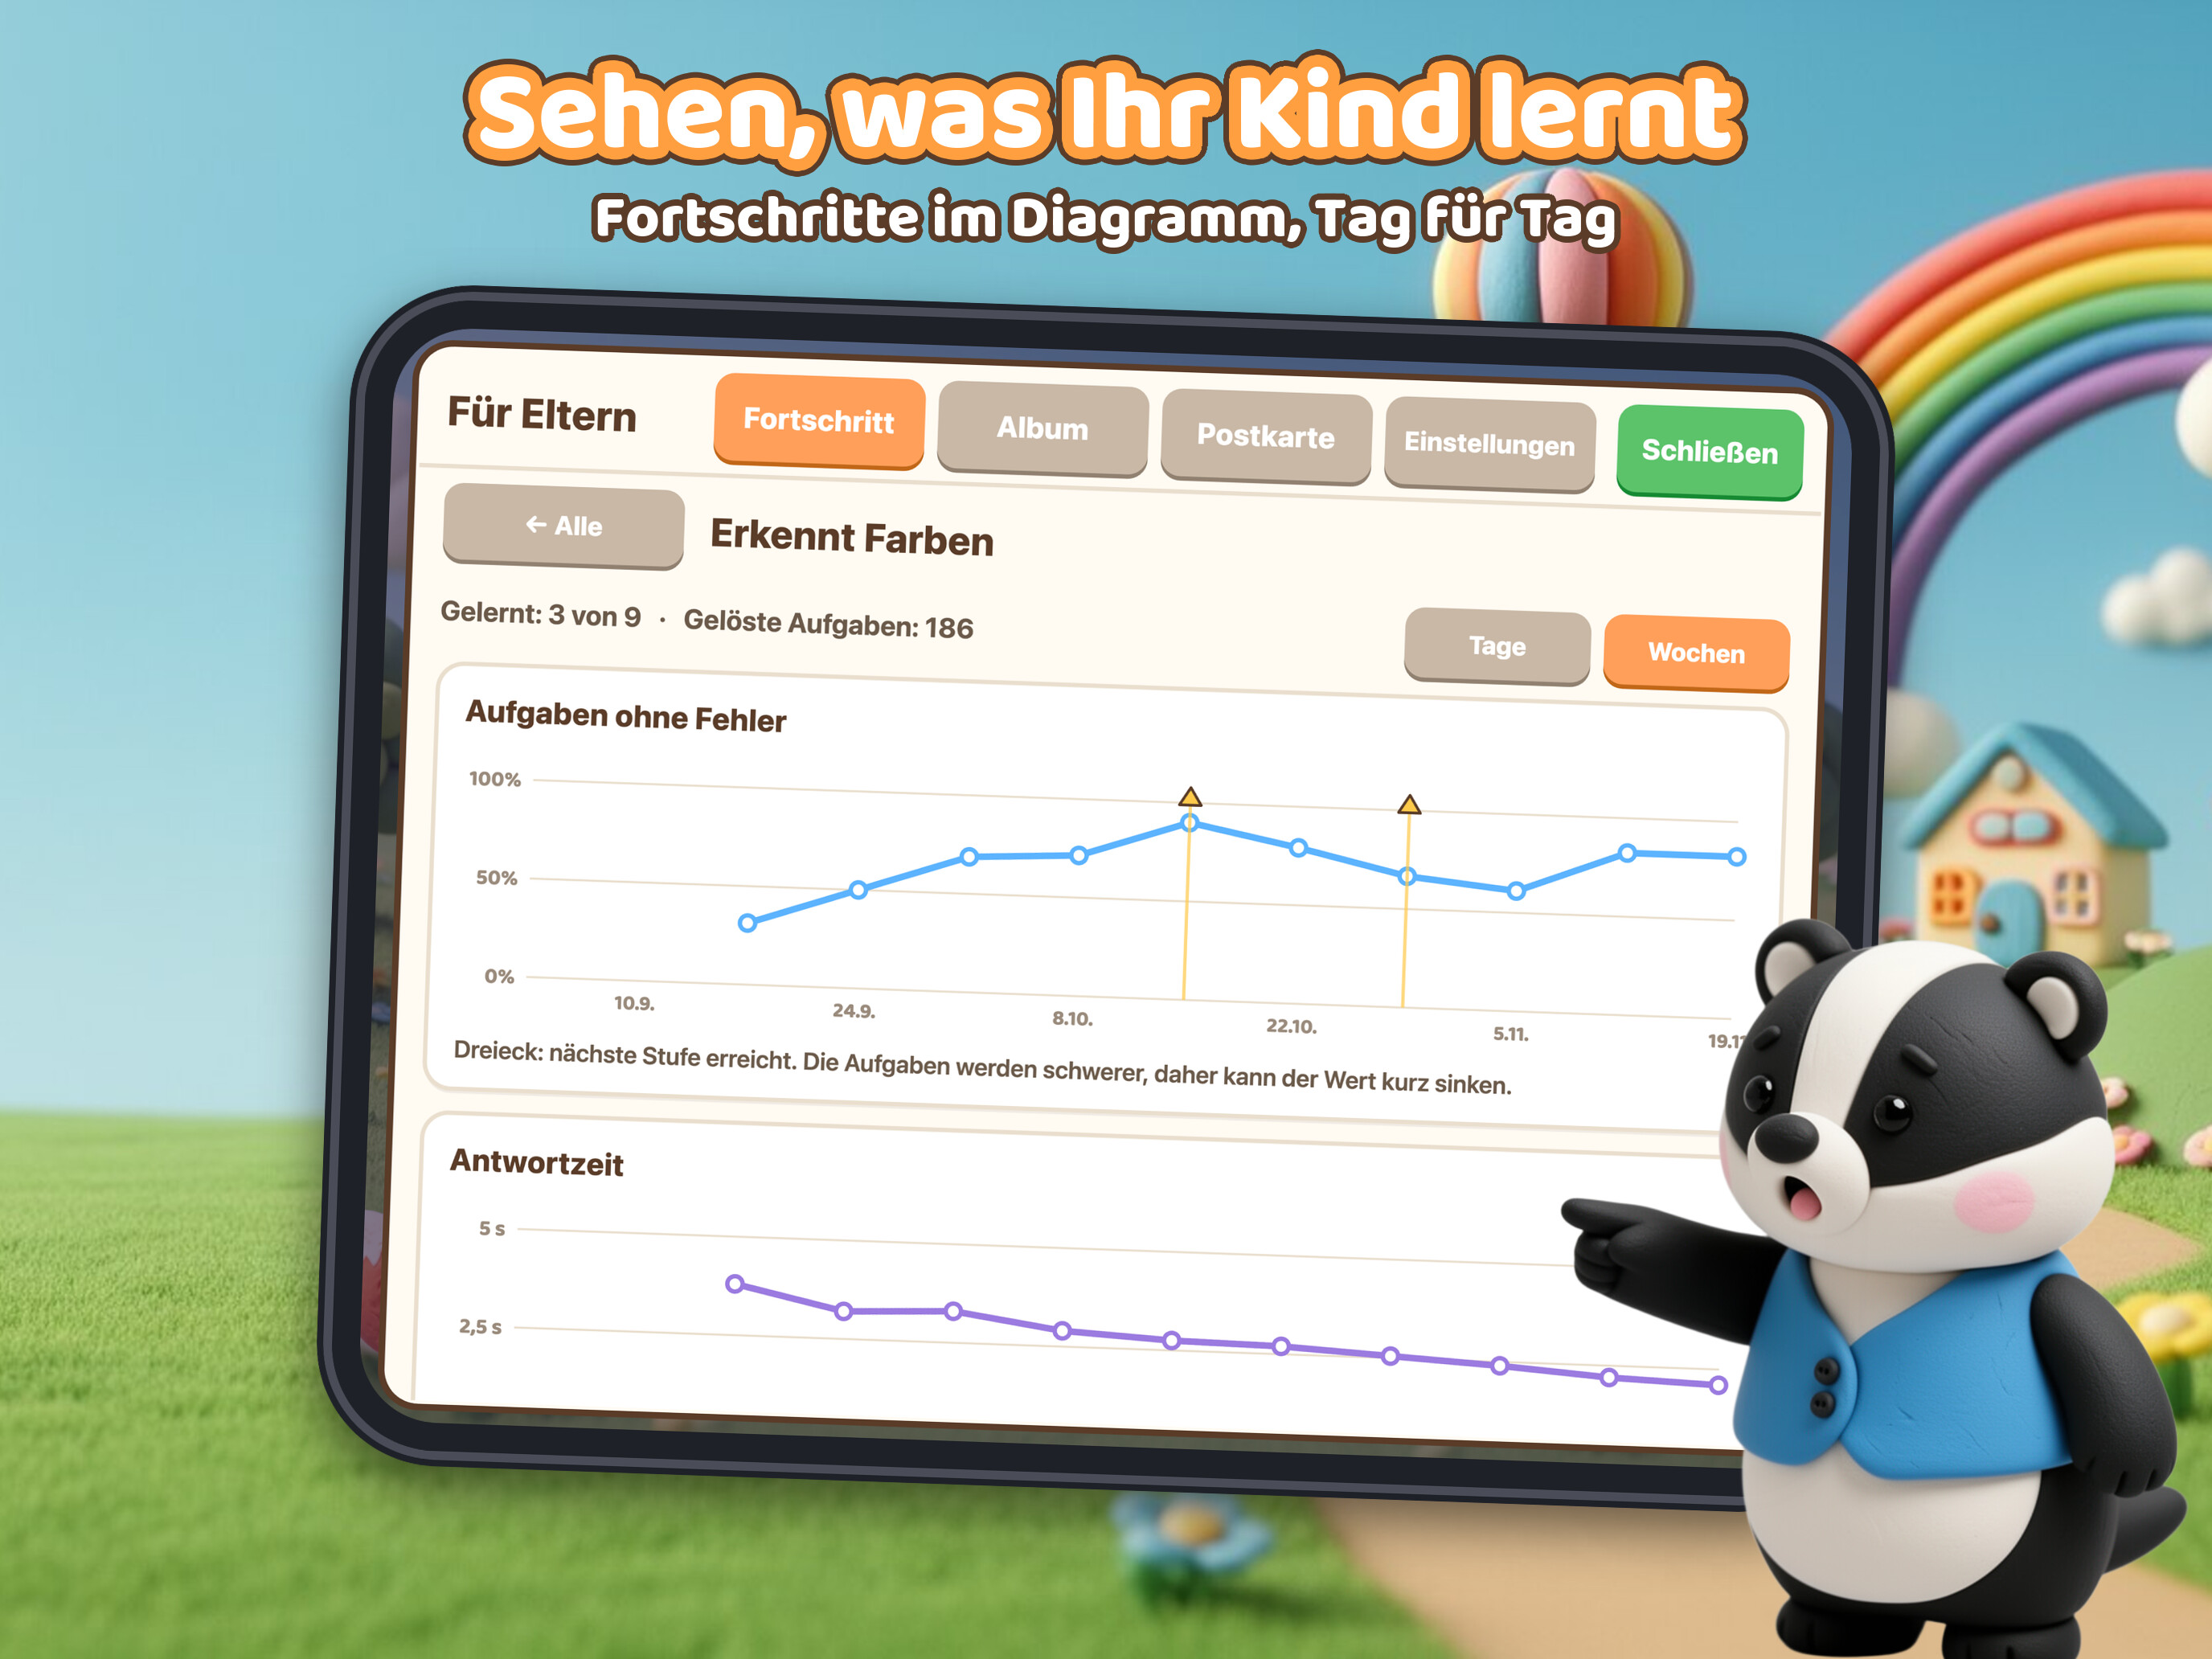 Sehen, was Ihr Kind lernt
Fortschritte im Diagramm, Tag für Tag
Für Eltern
Fortschritt
Album
Postkarte
Einstellungen
Schließen
← Alle
Erkennt Farben
Gelernt: 3 von 9 · Gelöste Aufgaben: 186
Tage
Wochen
Aufgaben ohne Fehler
100%
50%
0%
10.9.
24.9.
8.10.
22.10.
5.11.
Dreieck: nächste Stufe erreicht. Die Aufgaben werden schwerer, daher kann der Wert kurz sinken.
Antwortzeit
5 s
2,5 s